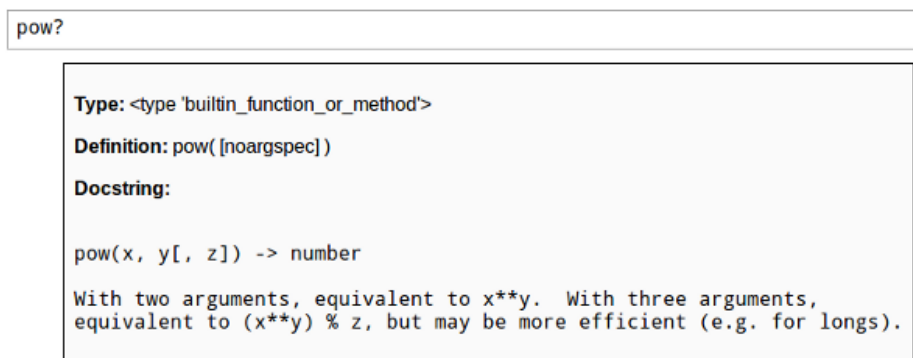 pow?
Type: <type 'builtin_function_or_method'>
Definition: pow( [noargspec] )
Docstring:
pow(x, y[, z]) -> number
With two arguments, equivalent to x**y.  With three arguments,
equivalent to (x**y) % z, but may be more efficient (e.g. for longs).